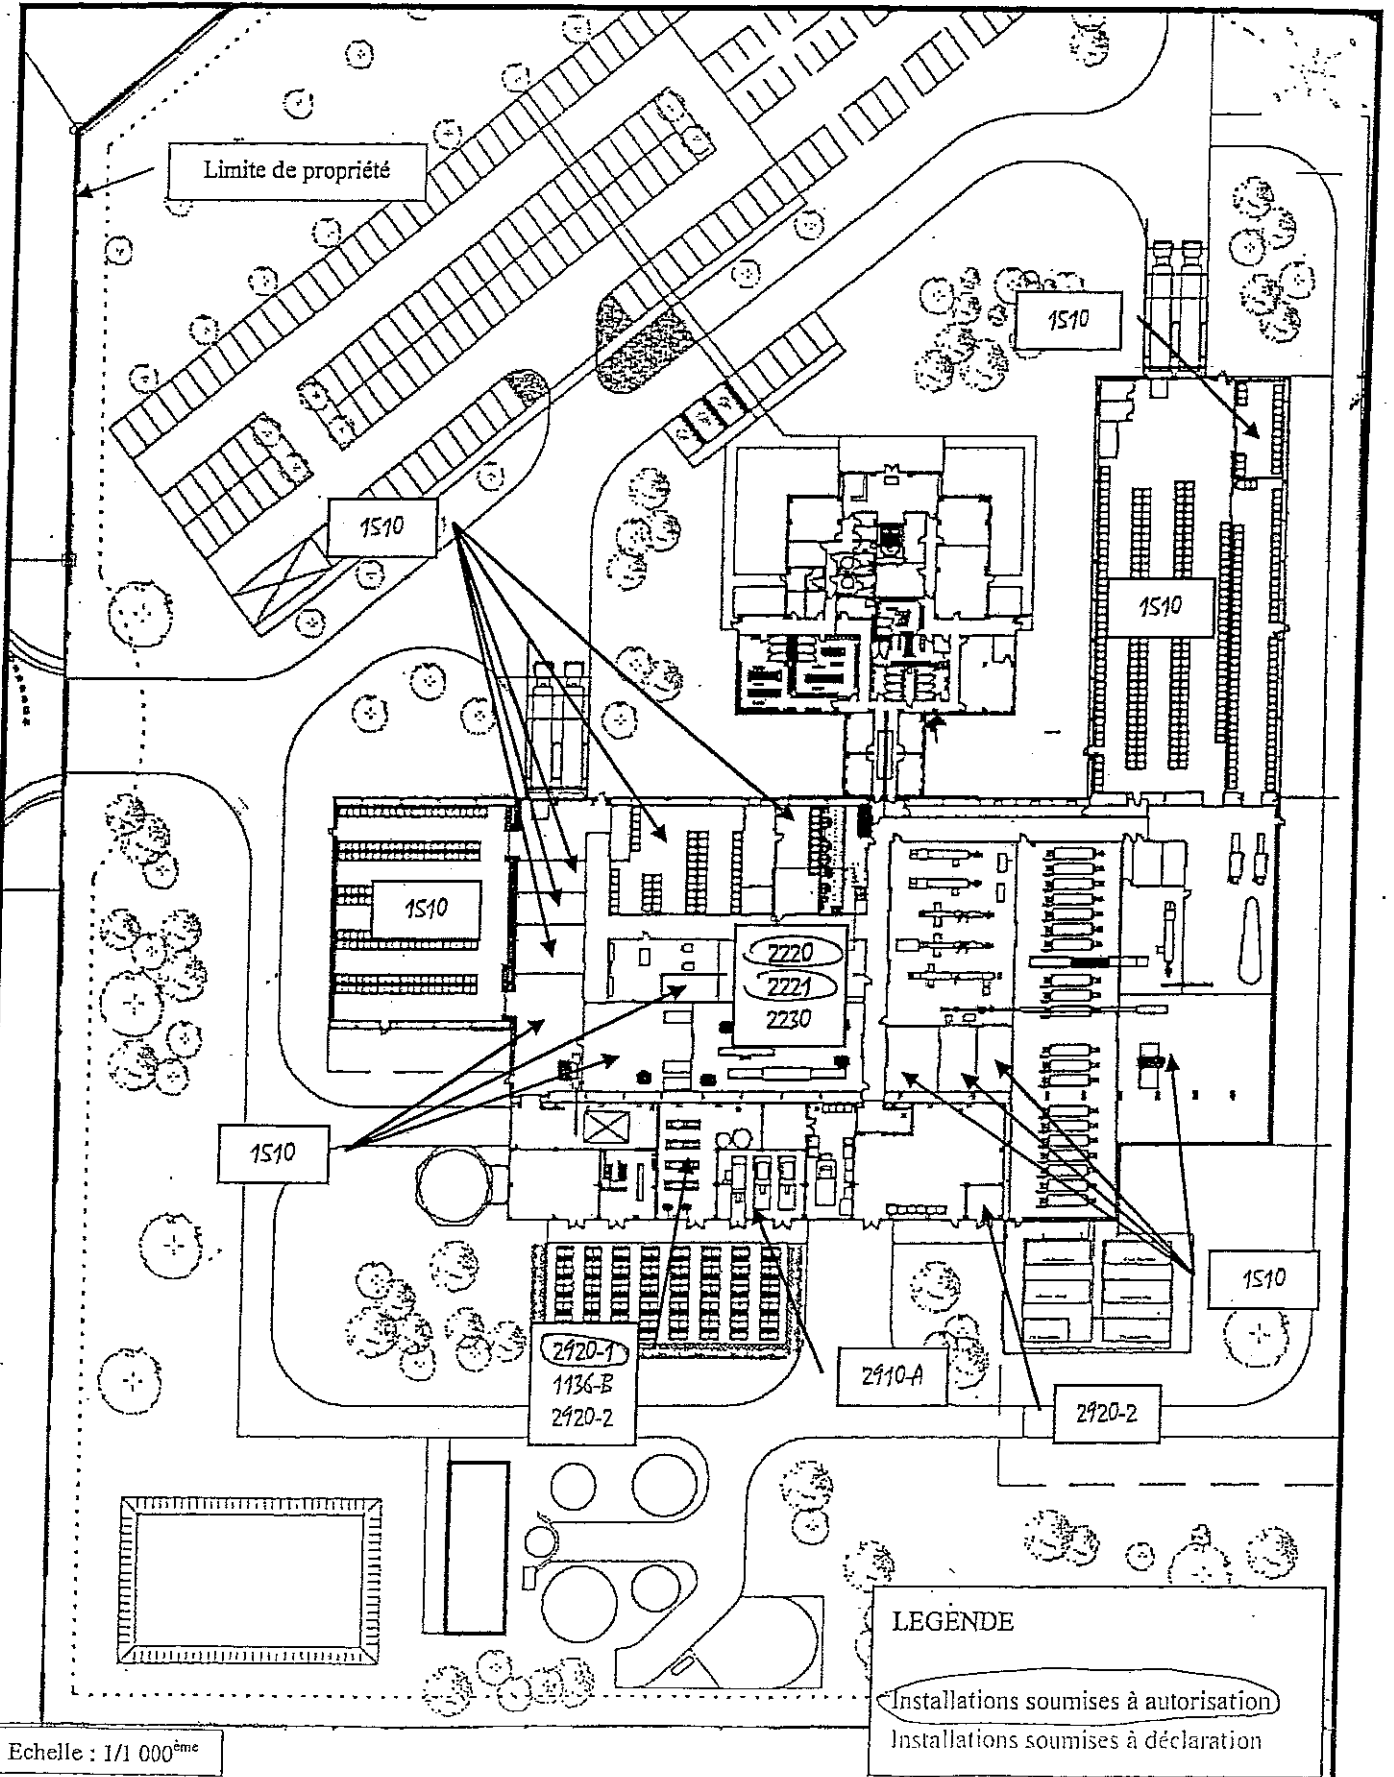 Limite de propriété
1510
1510
1510
1510
1510
2220
2221
2230
1510
1510
2920-1
1136-B
2920-2
2910-A
2920-2
LEGENDE
Installations soumises à autorisation
Installations soumises à déclaration
Echelle : 1/1 000ème